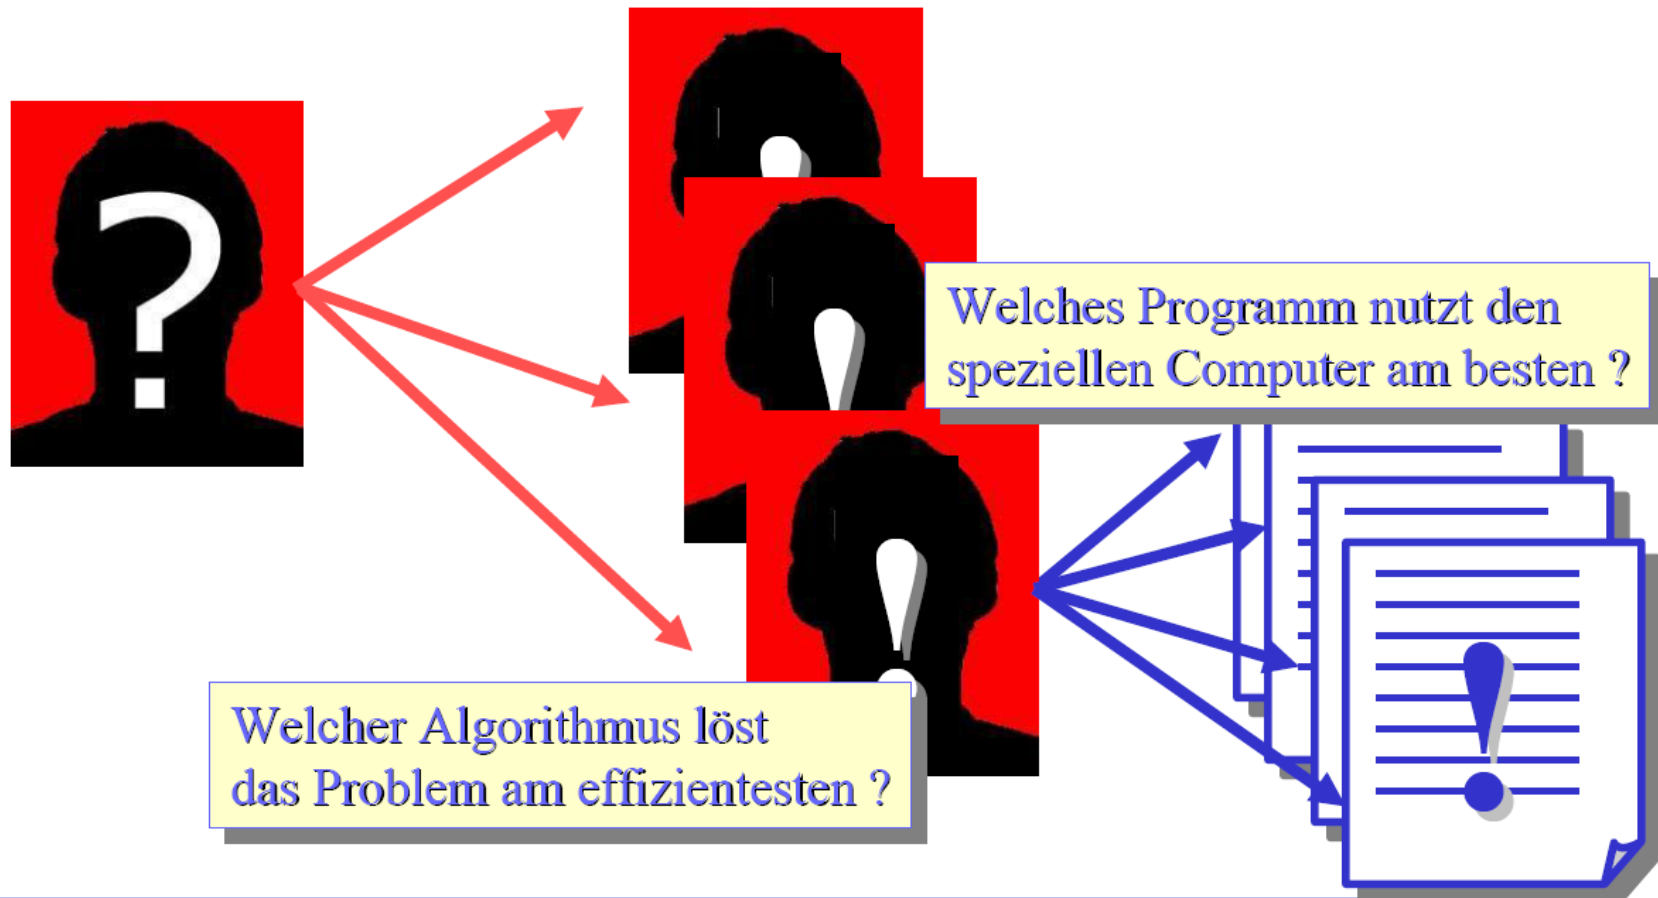 ?
!
!
Welches Programm nutzt den
speziellen Computer am besten ?
!
!
Welcher Algorithmus löst
das Problem am effizientesten ?